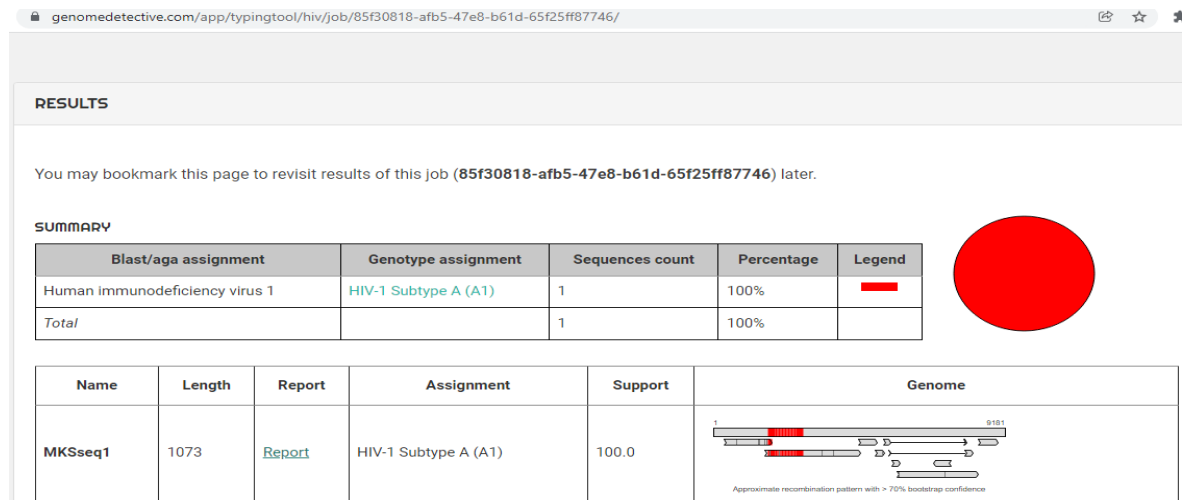 genomedetective.com/app/typingtool/hiv/job/85f30818-afb5-47e8-b61d-65f25ff87746/
RESULTS
You may bookmark this page to revisit results of this job (85f30818-afb5-47e8-b61d-65f25ff87746) later.
SUMMARY
Blast/aga assignment Genotype assignment Sequences count Percentage Legend
Human immunodeficiency virus 1 HIV-1 Subtype A (A1) 1 100%
Total 1 100%
Name Length Report Assignment Support Genome
1 9181
MKSseq1 1073 Report HIV-1 Subtype A (A1) 100.0
Approximate recombination pattern with > 70% bootstrap confidence